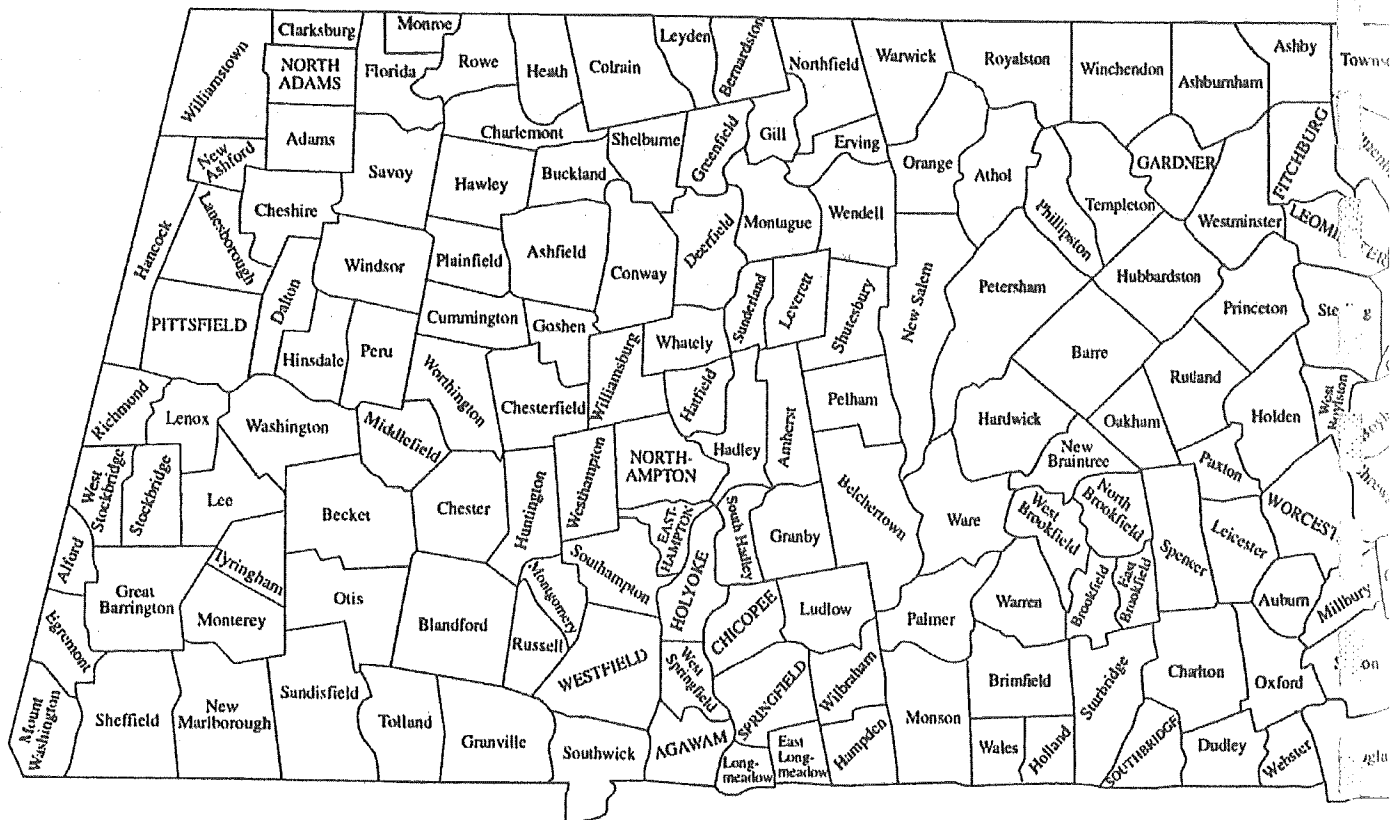 Clarksburg
Monroe
Leyden
Bernardston
Ashby
Williamstown
NORTH
ADAMS
Florida
Rowe
Heath
Colrain
Northfield
Warwick
Royalston
Winchendon
Ashburnham
Adams
Charlemont
Shelburne
Greenfield
Gill
Erving
Orange
Athol
GARDNER
FITCHBURG
New
Ashford
Savoy
Hawley
Buckland
Cheshire
Lanesborough
Hancock
Windsor
Plainfield
Ashfield
Conway
Deerfield
Montague
Wendell
Phillipston
Templeton
Westminster
Hubbardston
Petersham
New Salem
Dalton
PITTSFIELD
Hinsdale
Peru
Cummington
Goshen
Whately
Sunderland
Leverett
Shutesbury
Princeton
Barre
Rutland
Richmond
Lenox
Washington
Middlefield
Worthington
Chesterfield
Williamsburg
Hatfield
Hadley
Amherst
Pelham
Hardwick
Oakham
Holden
West
Boylston
New
Braintree
Paxton
West
Stockbridge
Stockbridge
Lee
Becket
Chester
Huntington
Westhampton
NORTH-
AMPTON
EAST-
HAMPTON
South Hadley
Granby
Belchertown
Ware
West
Brookfield
North
Brookfield
Spencer
Leicester
WORCEST
Alford
Great
Barrington
Tyringham
Monterey
Otis
Blandford
Montgomery
Russell
Southampton
HOLYOKE
CHICOPEE
Ludlow
Palmer
Warren
Brookfield
East
Brookfield
Auburn
Millbury
Egremont
Mount
Washington
Sheffield
New
Marlborough
Sandisfield
Tolland
Granville
WESTFIELD
West
Springfield
SPRINGFIELD
Wilbraham
Monson
Brimfield
Sturbridge
Charlton
Oxford
Southwick
AGAWAM
Long-
meadow
East
Long-
meadow
Hampden
Wales
Holland
SOUTHBRIDGE
Dudley
Webster